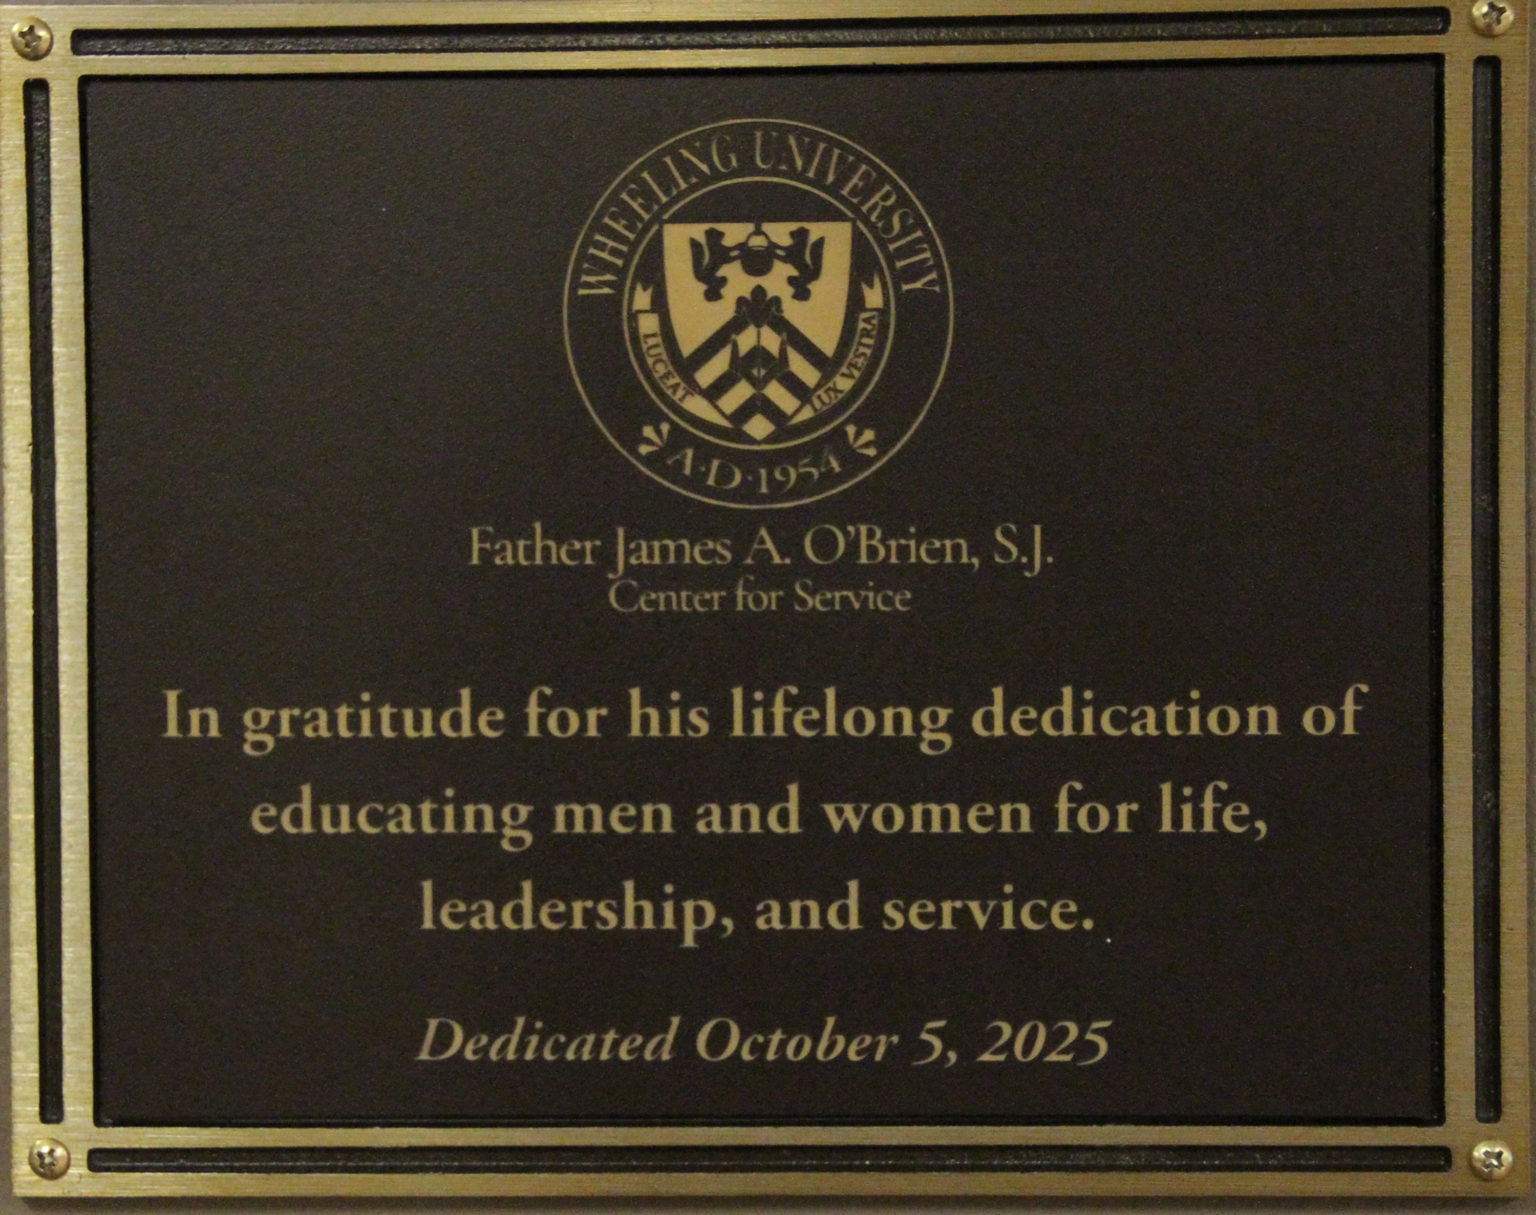 WHEELING UNIVERSITY
LUCEAT LUX VESTRA
A·D·1954
Father James A. O'Brien, S.J.
Center for Service
In gratitude for his lifelong dedication of
educating men and women for life,
leadership, and service.
Dedicated October 5, 2025